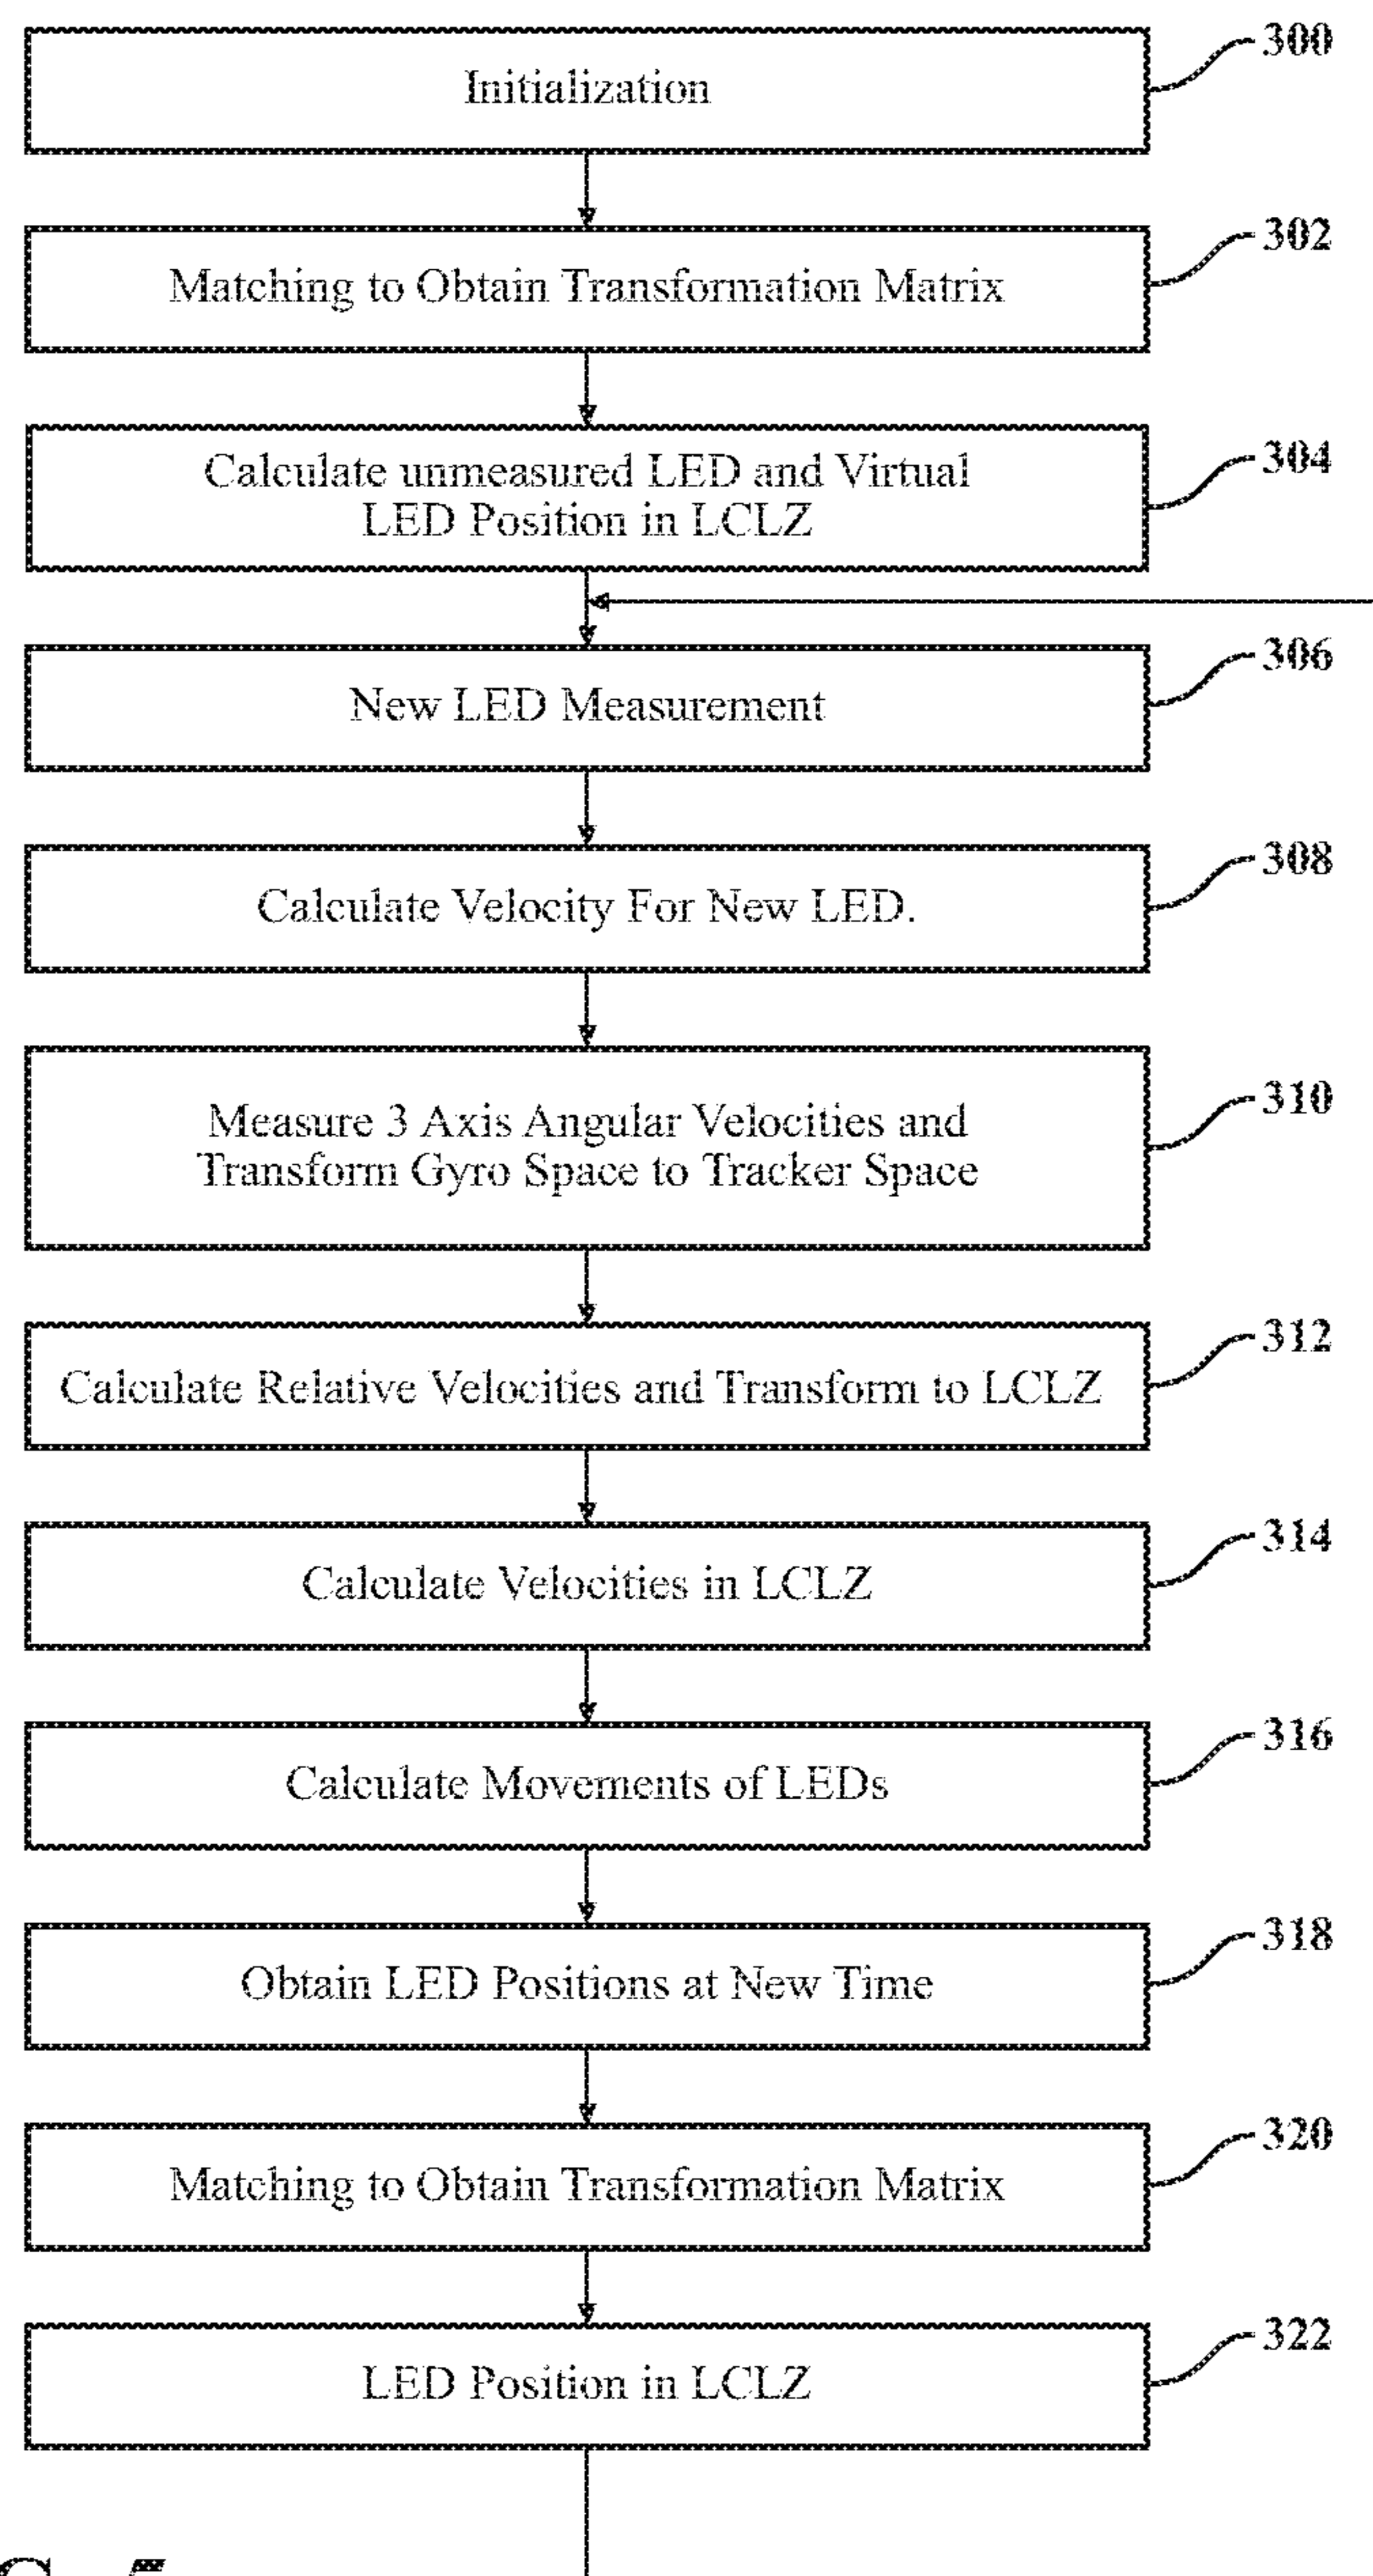 Initialization
300
Matching to Obtain Transformation Matrix
302
Calculate unmeasured LED and Virtual
LED Position in LCLZ
304
New LED Measurement
306
Calculate Velocity For New LED.
308
Measure 3 Axis Angular Velocities and
Transform Gyro Space to Tracker Space
310
Calculate Relative Velocities and Transform to LCLZ
312
Calculate Velocities in LCLZ
314
Calculate Movements of LEDs
316
Obtain LED Positions at New Time
318
Matching to Obtain Transformation Matrix
320
LED Position in LCLZ
322